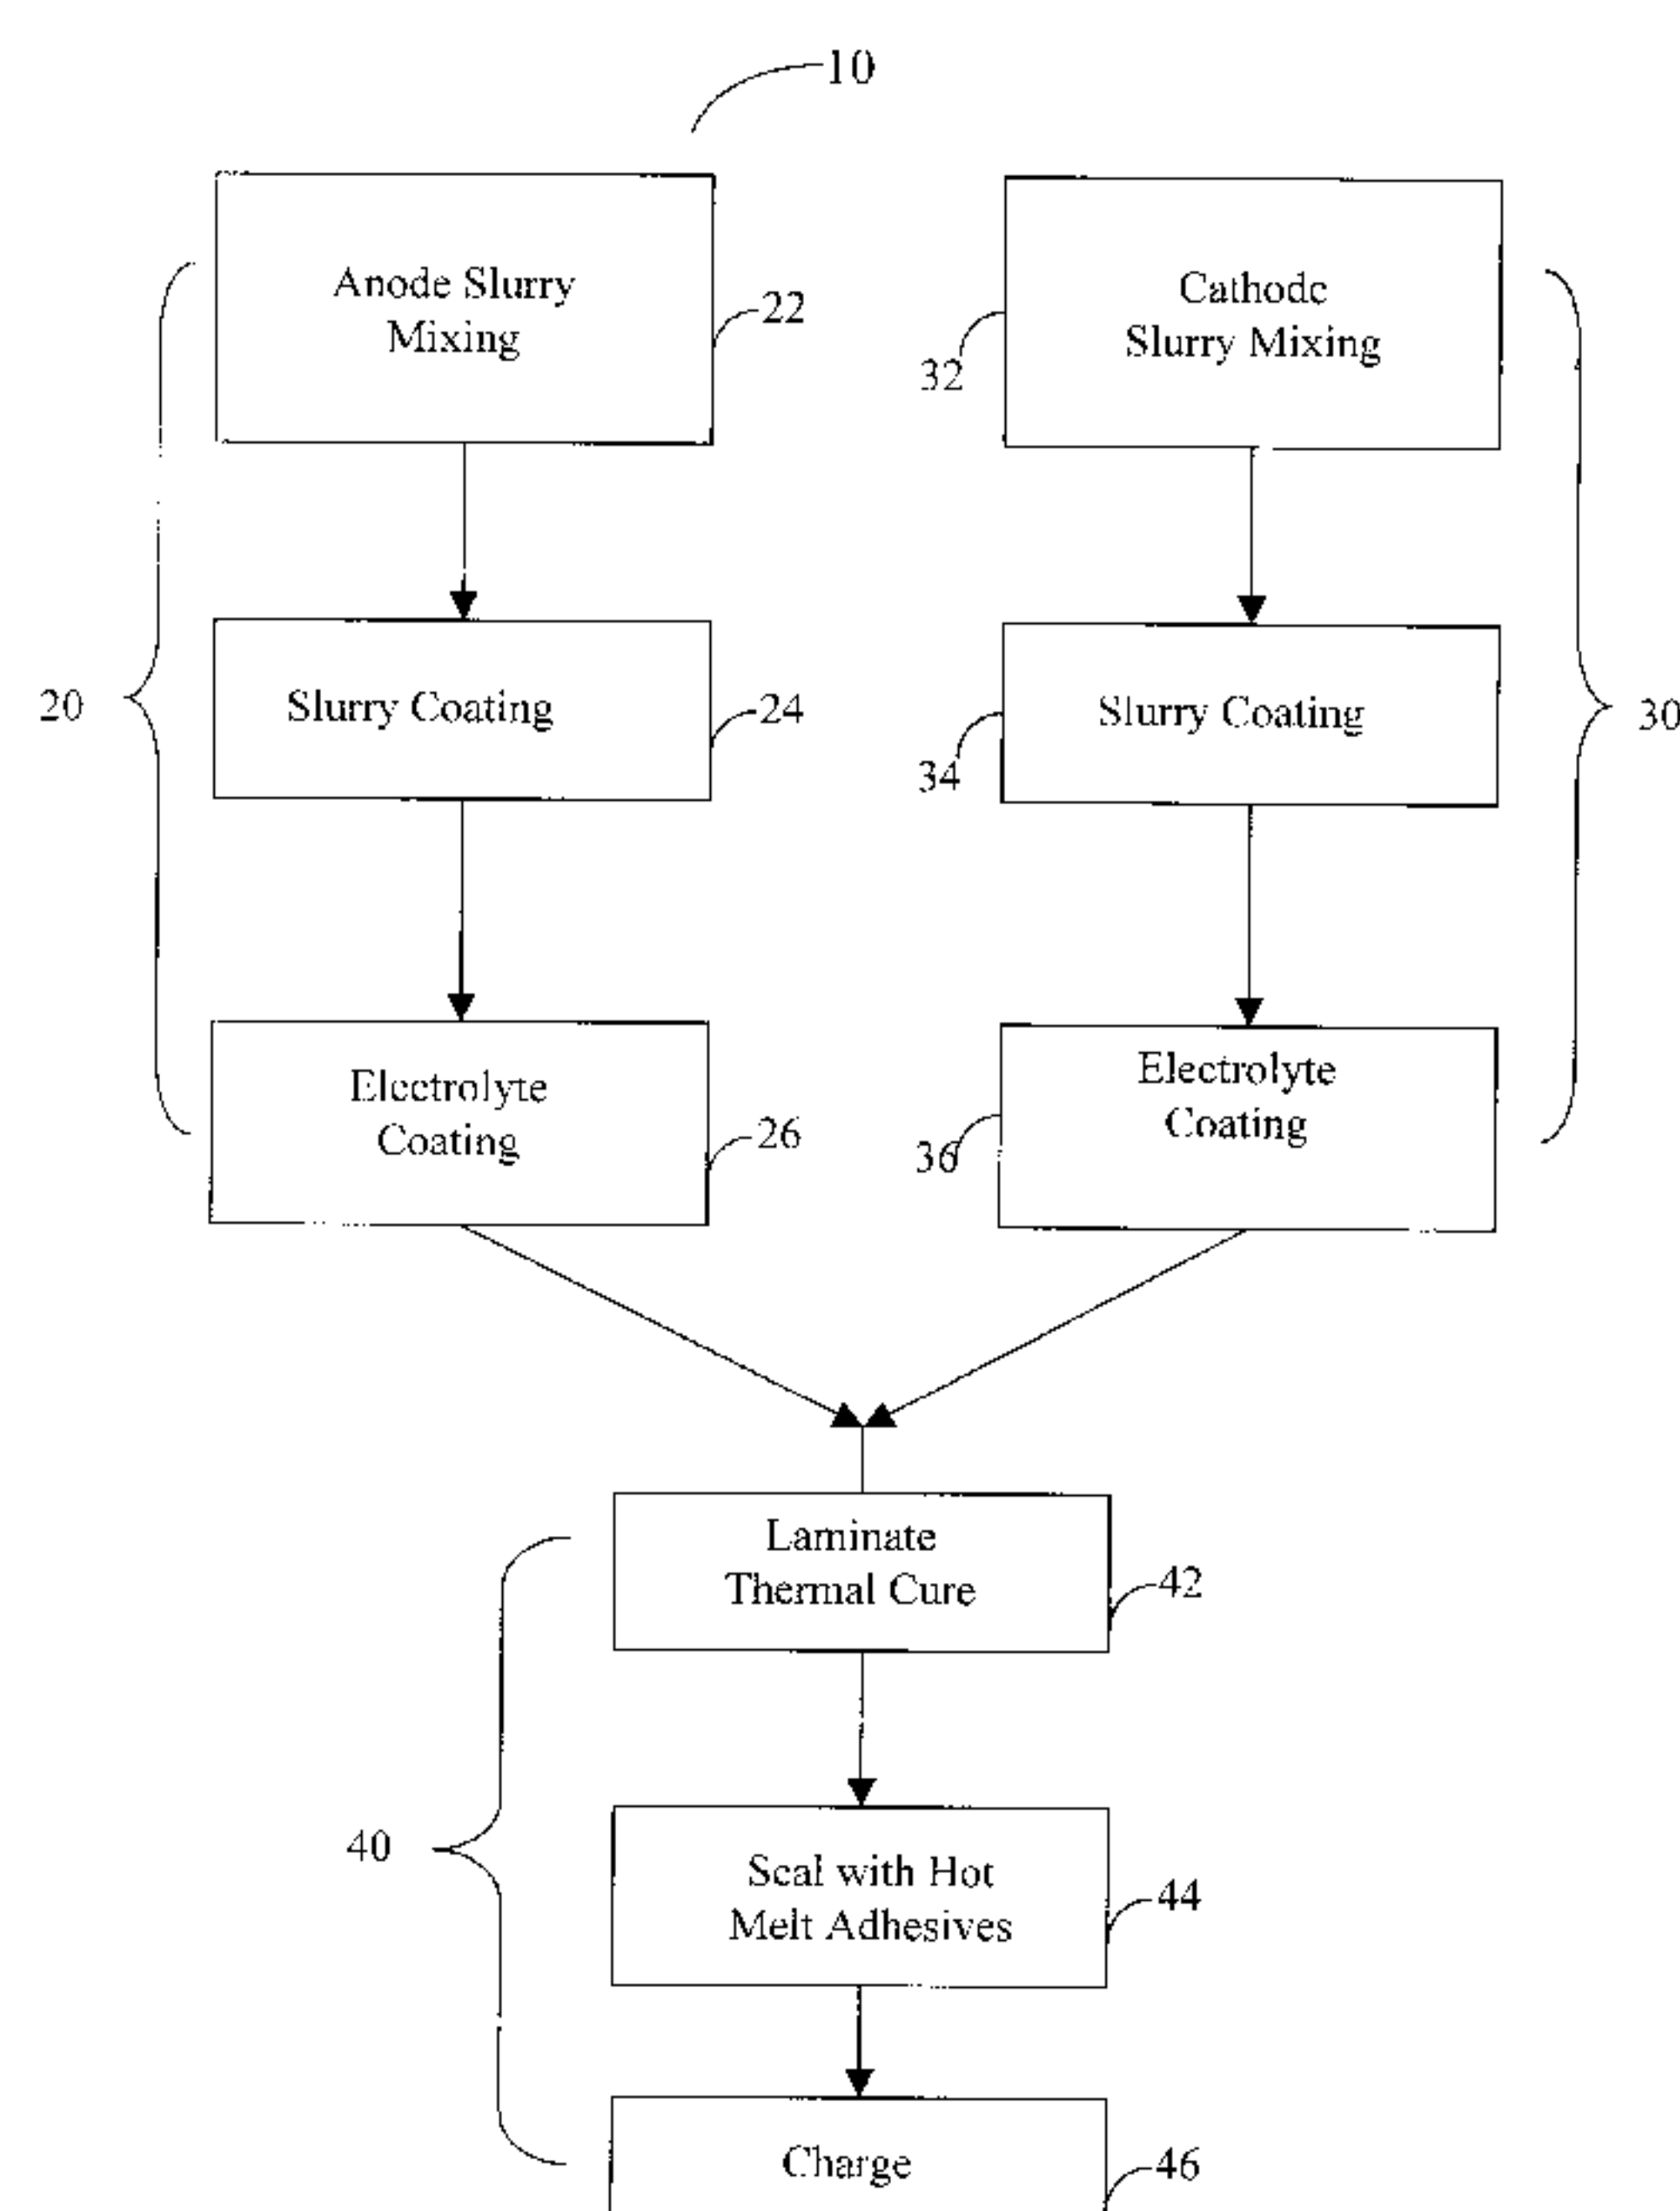 10
Anode Slurry
Mixing
22
Cathode
Slurry Mixing
32
20
Slurry Coating
24
Slurry Coating
34
30
Electrolyte
Coating
26
Electrolyte
Coating
36
Laminate
Thermal Cure
42
40
Seal with Hot
Melt Adhesives
44
Charge
46